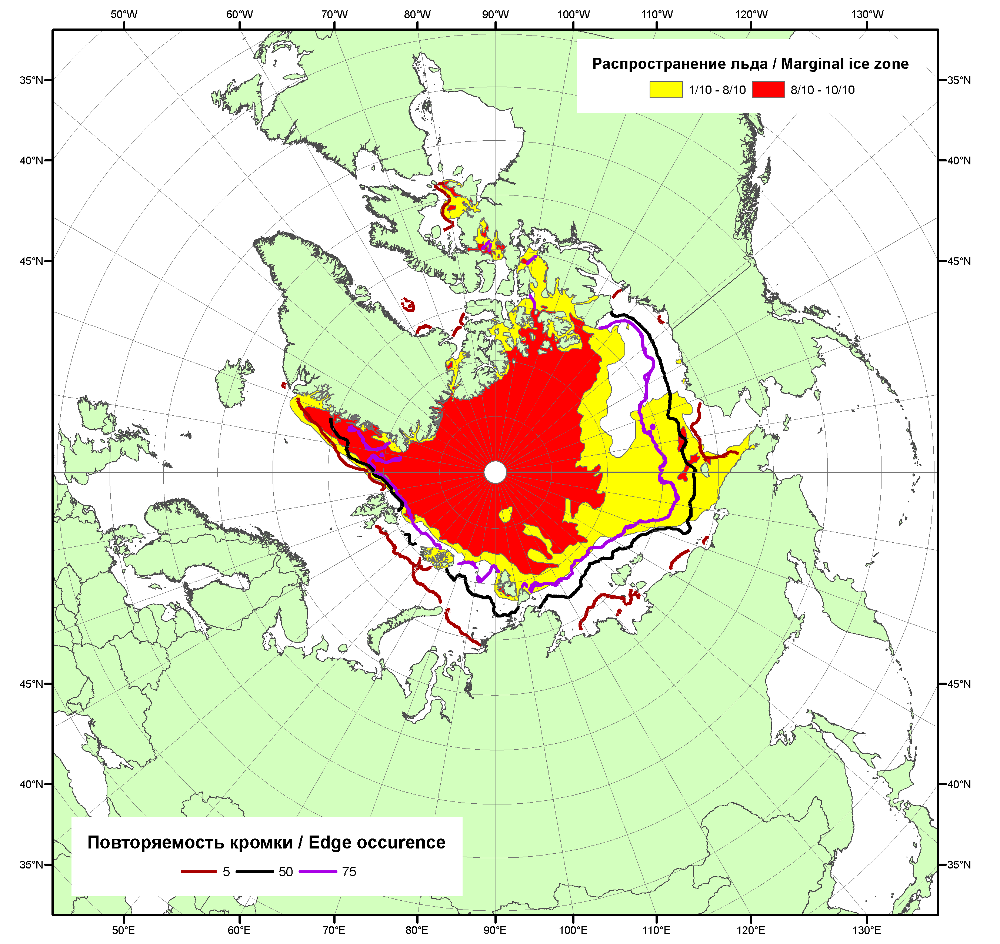 50°W 60°W 70°W 80°W 90°W 100°W 110°W 120°W 130°W
Распространение льда / Marginal ice zone
1/10 - 8/10 8/10 - 10/10
35°N 35°N
40°N 40°N
45°N 45°N
45°N 45°N
40°N 40°N
Повторяемость кромки / Edge occurence
35°N 5 50 75 35°N
50°E 60°E 70°E 80°E 90°E 100°E 110°E 120°E 130°E